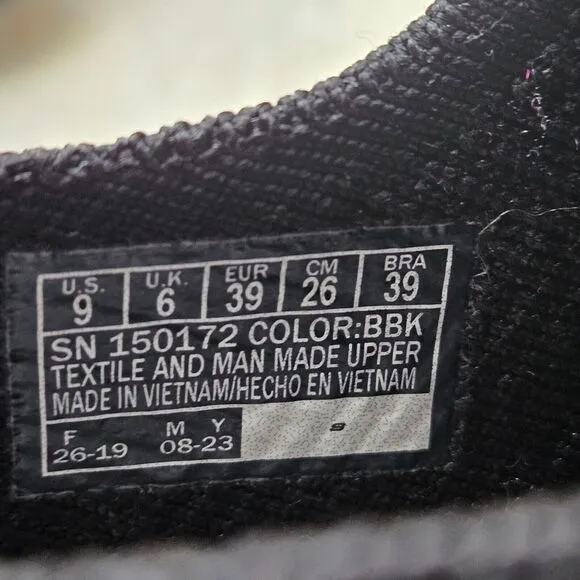 U.S. U.K. EUR CM BRA
9 6 39 26 39
SN 150172 COLOR:BBK
TEXTILE AND MAN MADE UPPER
MADE IN VIETNAM/HECHO EN VIETNAM
F M Y
26-19 08-23